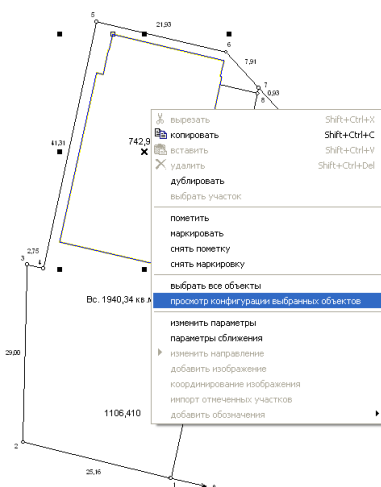 5
21,93
6
7,91
7
0,93
8
41,31
742,9
вырезать Shift+Ctrl+X
копировать Shift+Ctrl+C
вставить Shift+Ctrl+V
удалить Shift+Ctrl+Del
дублировать
выбрать участок
пометить
маркировать
снять пометку
снять маркировку
выбрать все объекты
просмотр конфигурации выбранных объектов
изменить параметры
параметры сближения
изменить направление
добавить изображение
координирование изображения
импорт отмеченных участков
добавить обозначения
2,75
3
4
Вс. 1940,34 кв.м
29,00
1106,410
2
25,16